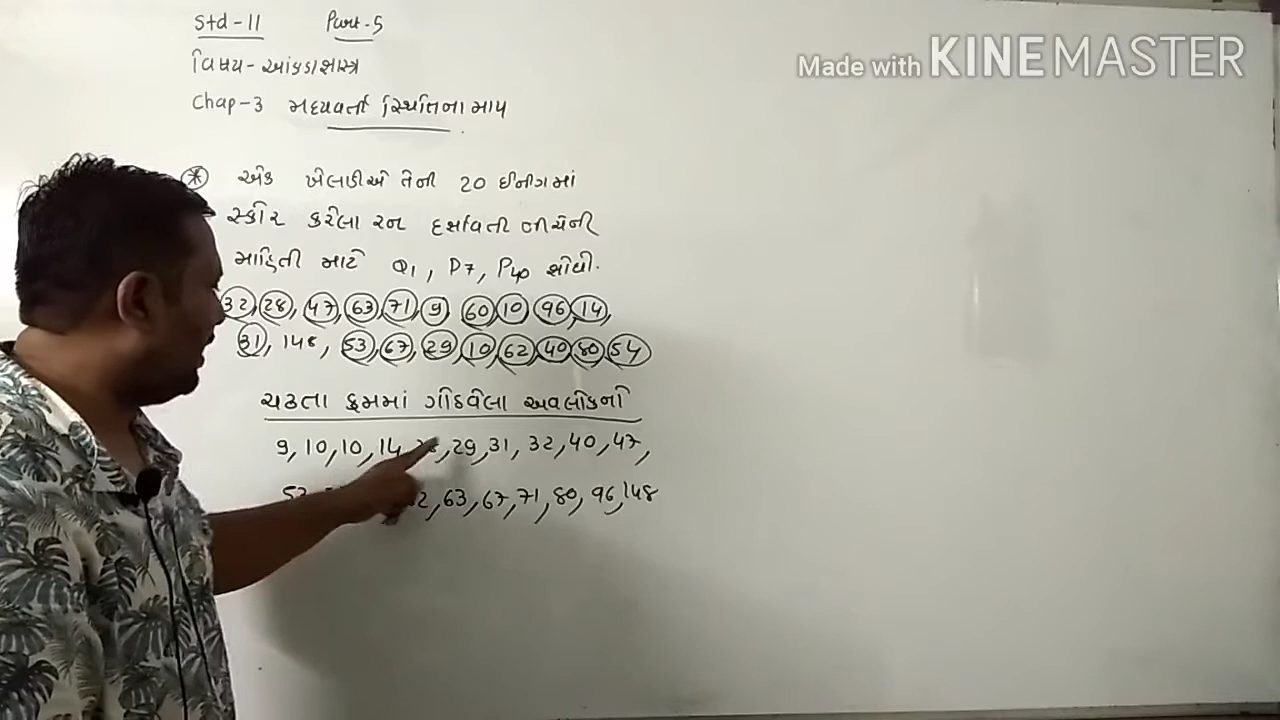 Std-11 Part-5
Made with KINEMASTER
વિષય - આંકડાશાસ્ત્ર
Chap-3 મધ્યવર્તી સ્થિતિના માપ
* એક ખેલાડીએ તેની 20 ઈનીંગમાં
સ્કોર કરેલા રન દર્શાવતી નીચેની
માહિતી માટે Q1, D7, P40 શોધો.
32, 28, 47, 63, 71, 9, 60, 10, 96, 14,
31, 148, 53, 67, 29, 10, 62, 40, 80, 54
ચઢતા ક્રમમાં ગોઠવેલા અવલોકનો
9, 10, 10, 14, 29, 31, 32, 40, 47,
63, 67, 71, 80, 96, 148